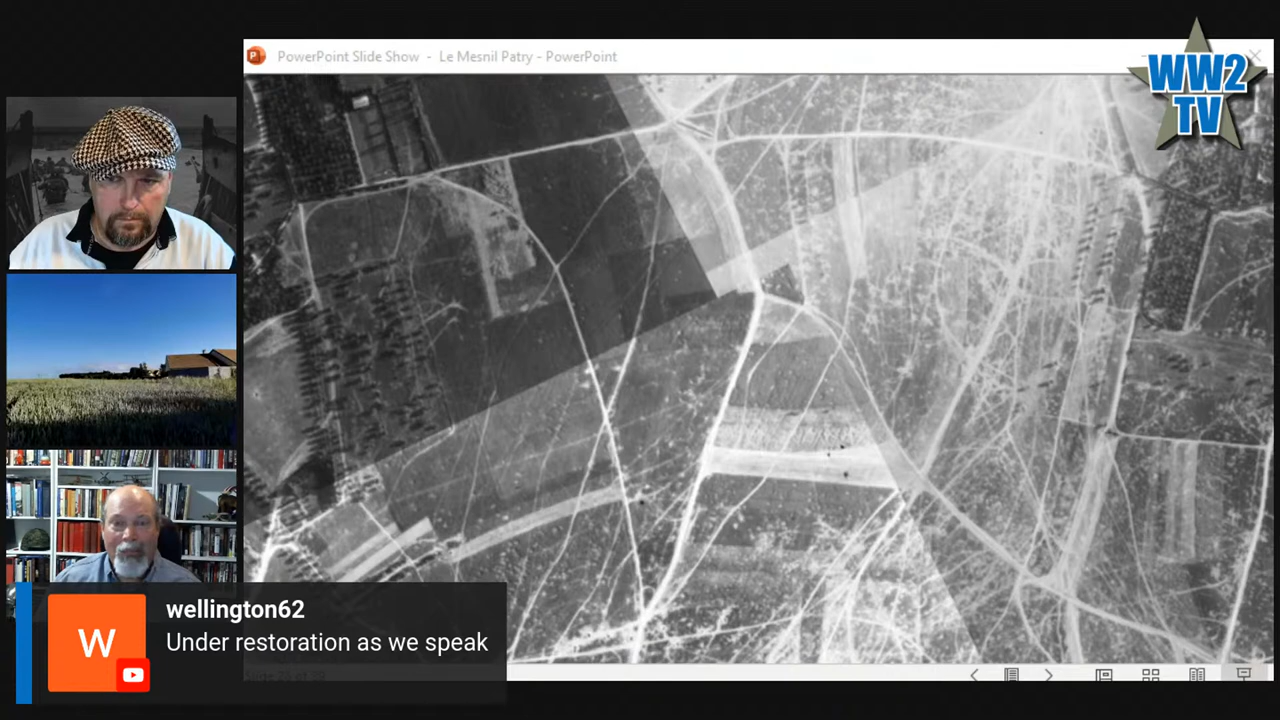 PowerPoint Slide Show - Le Mesnil Patry - PowerPoint
WW2
TV
W
wellington62
Under restoration as we speak